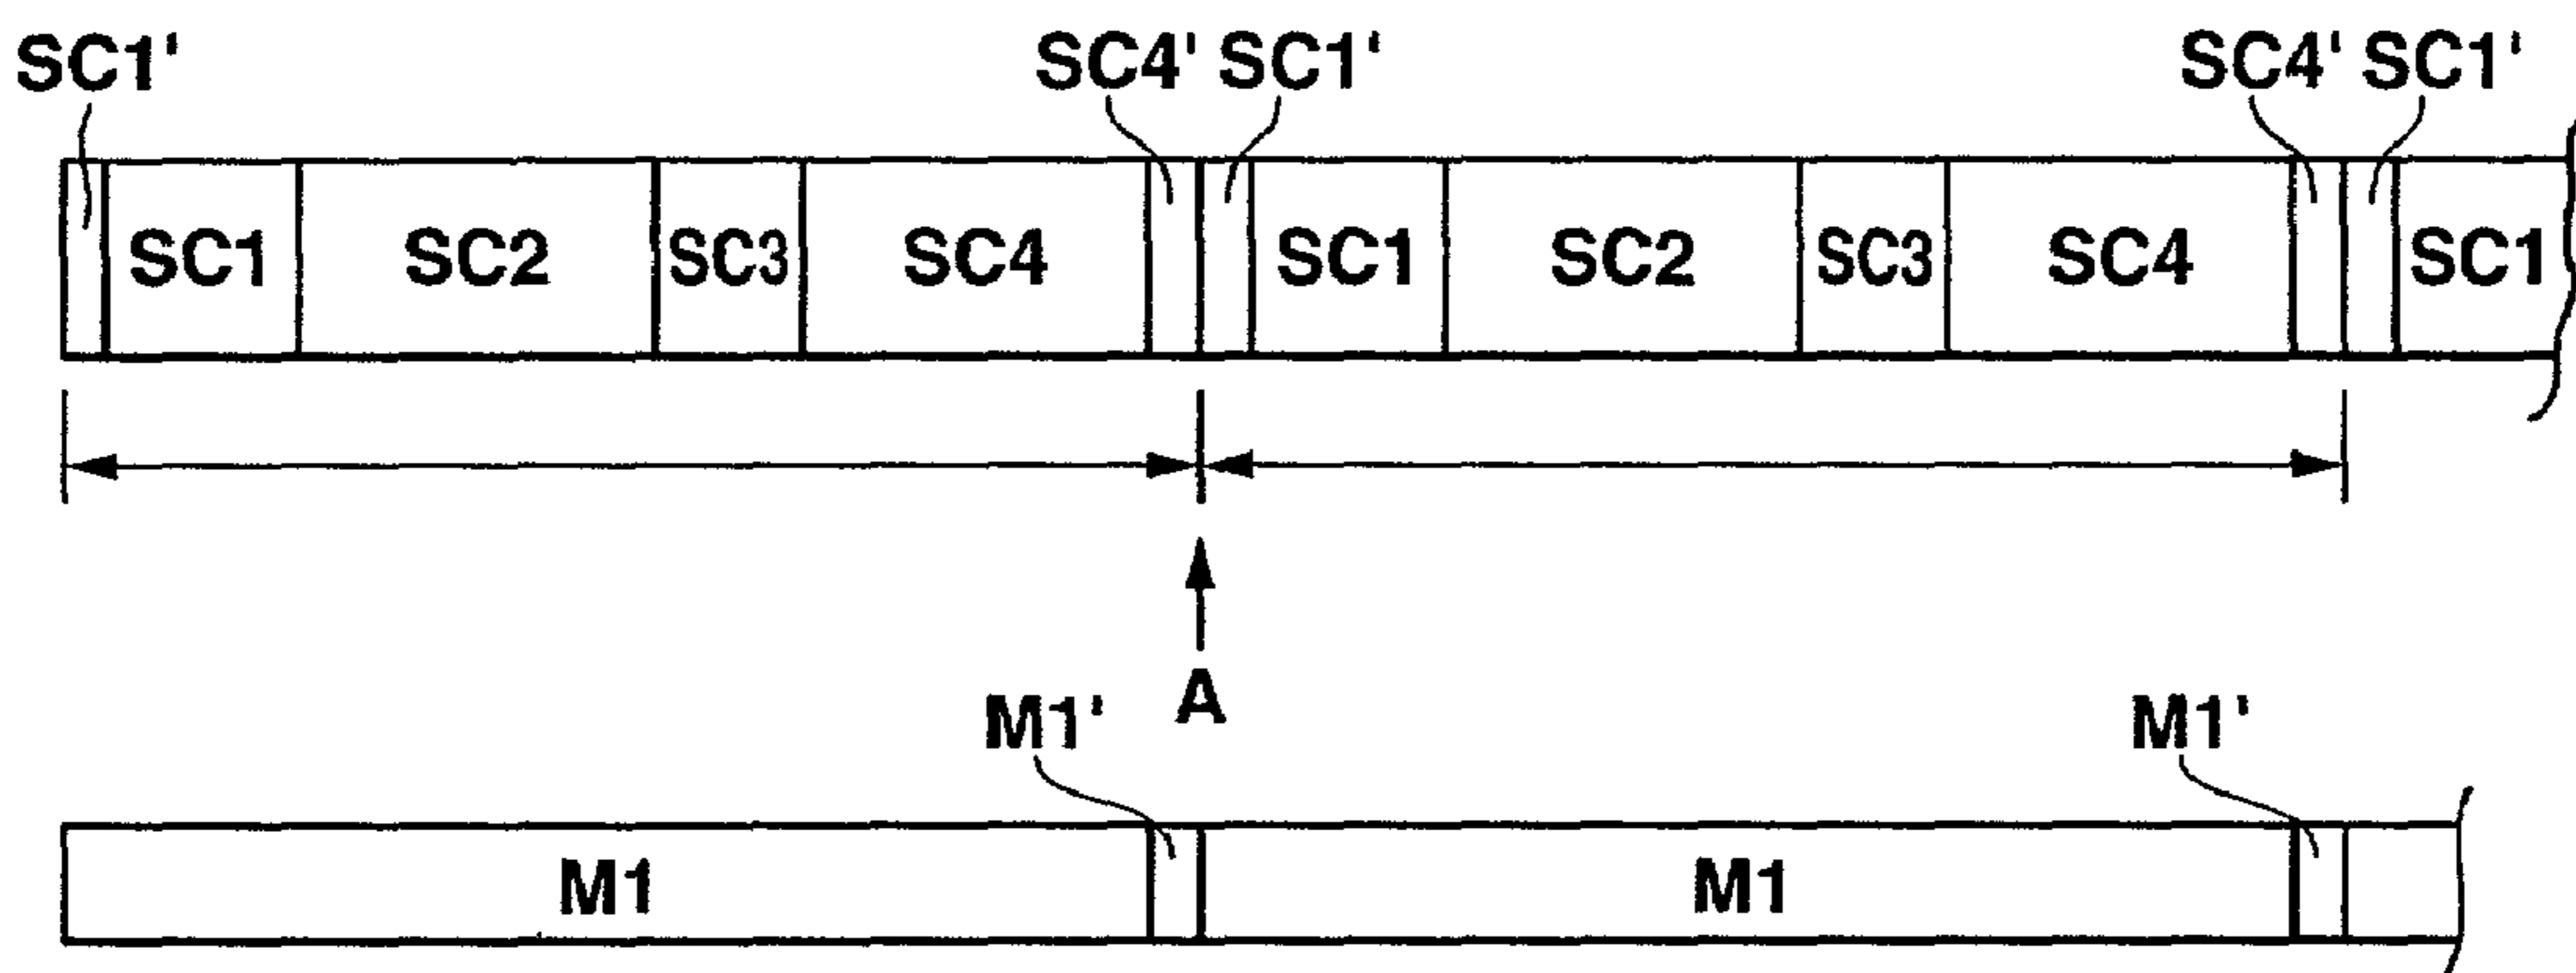 SC1' SC4' SC1' SC4' SC1'
SC1 SC2 SC3 SC4 SC1 SC2 SC3 SC4 SC1
A
M1' M1'
M1 M1